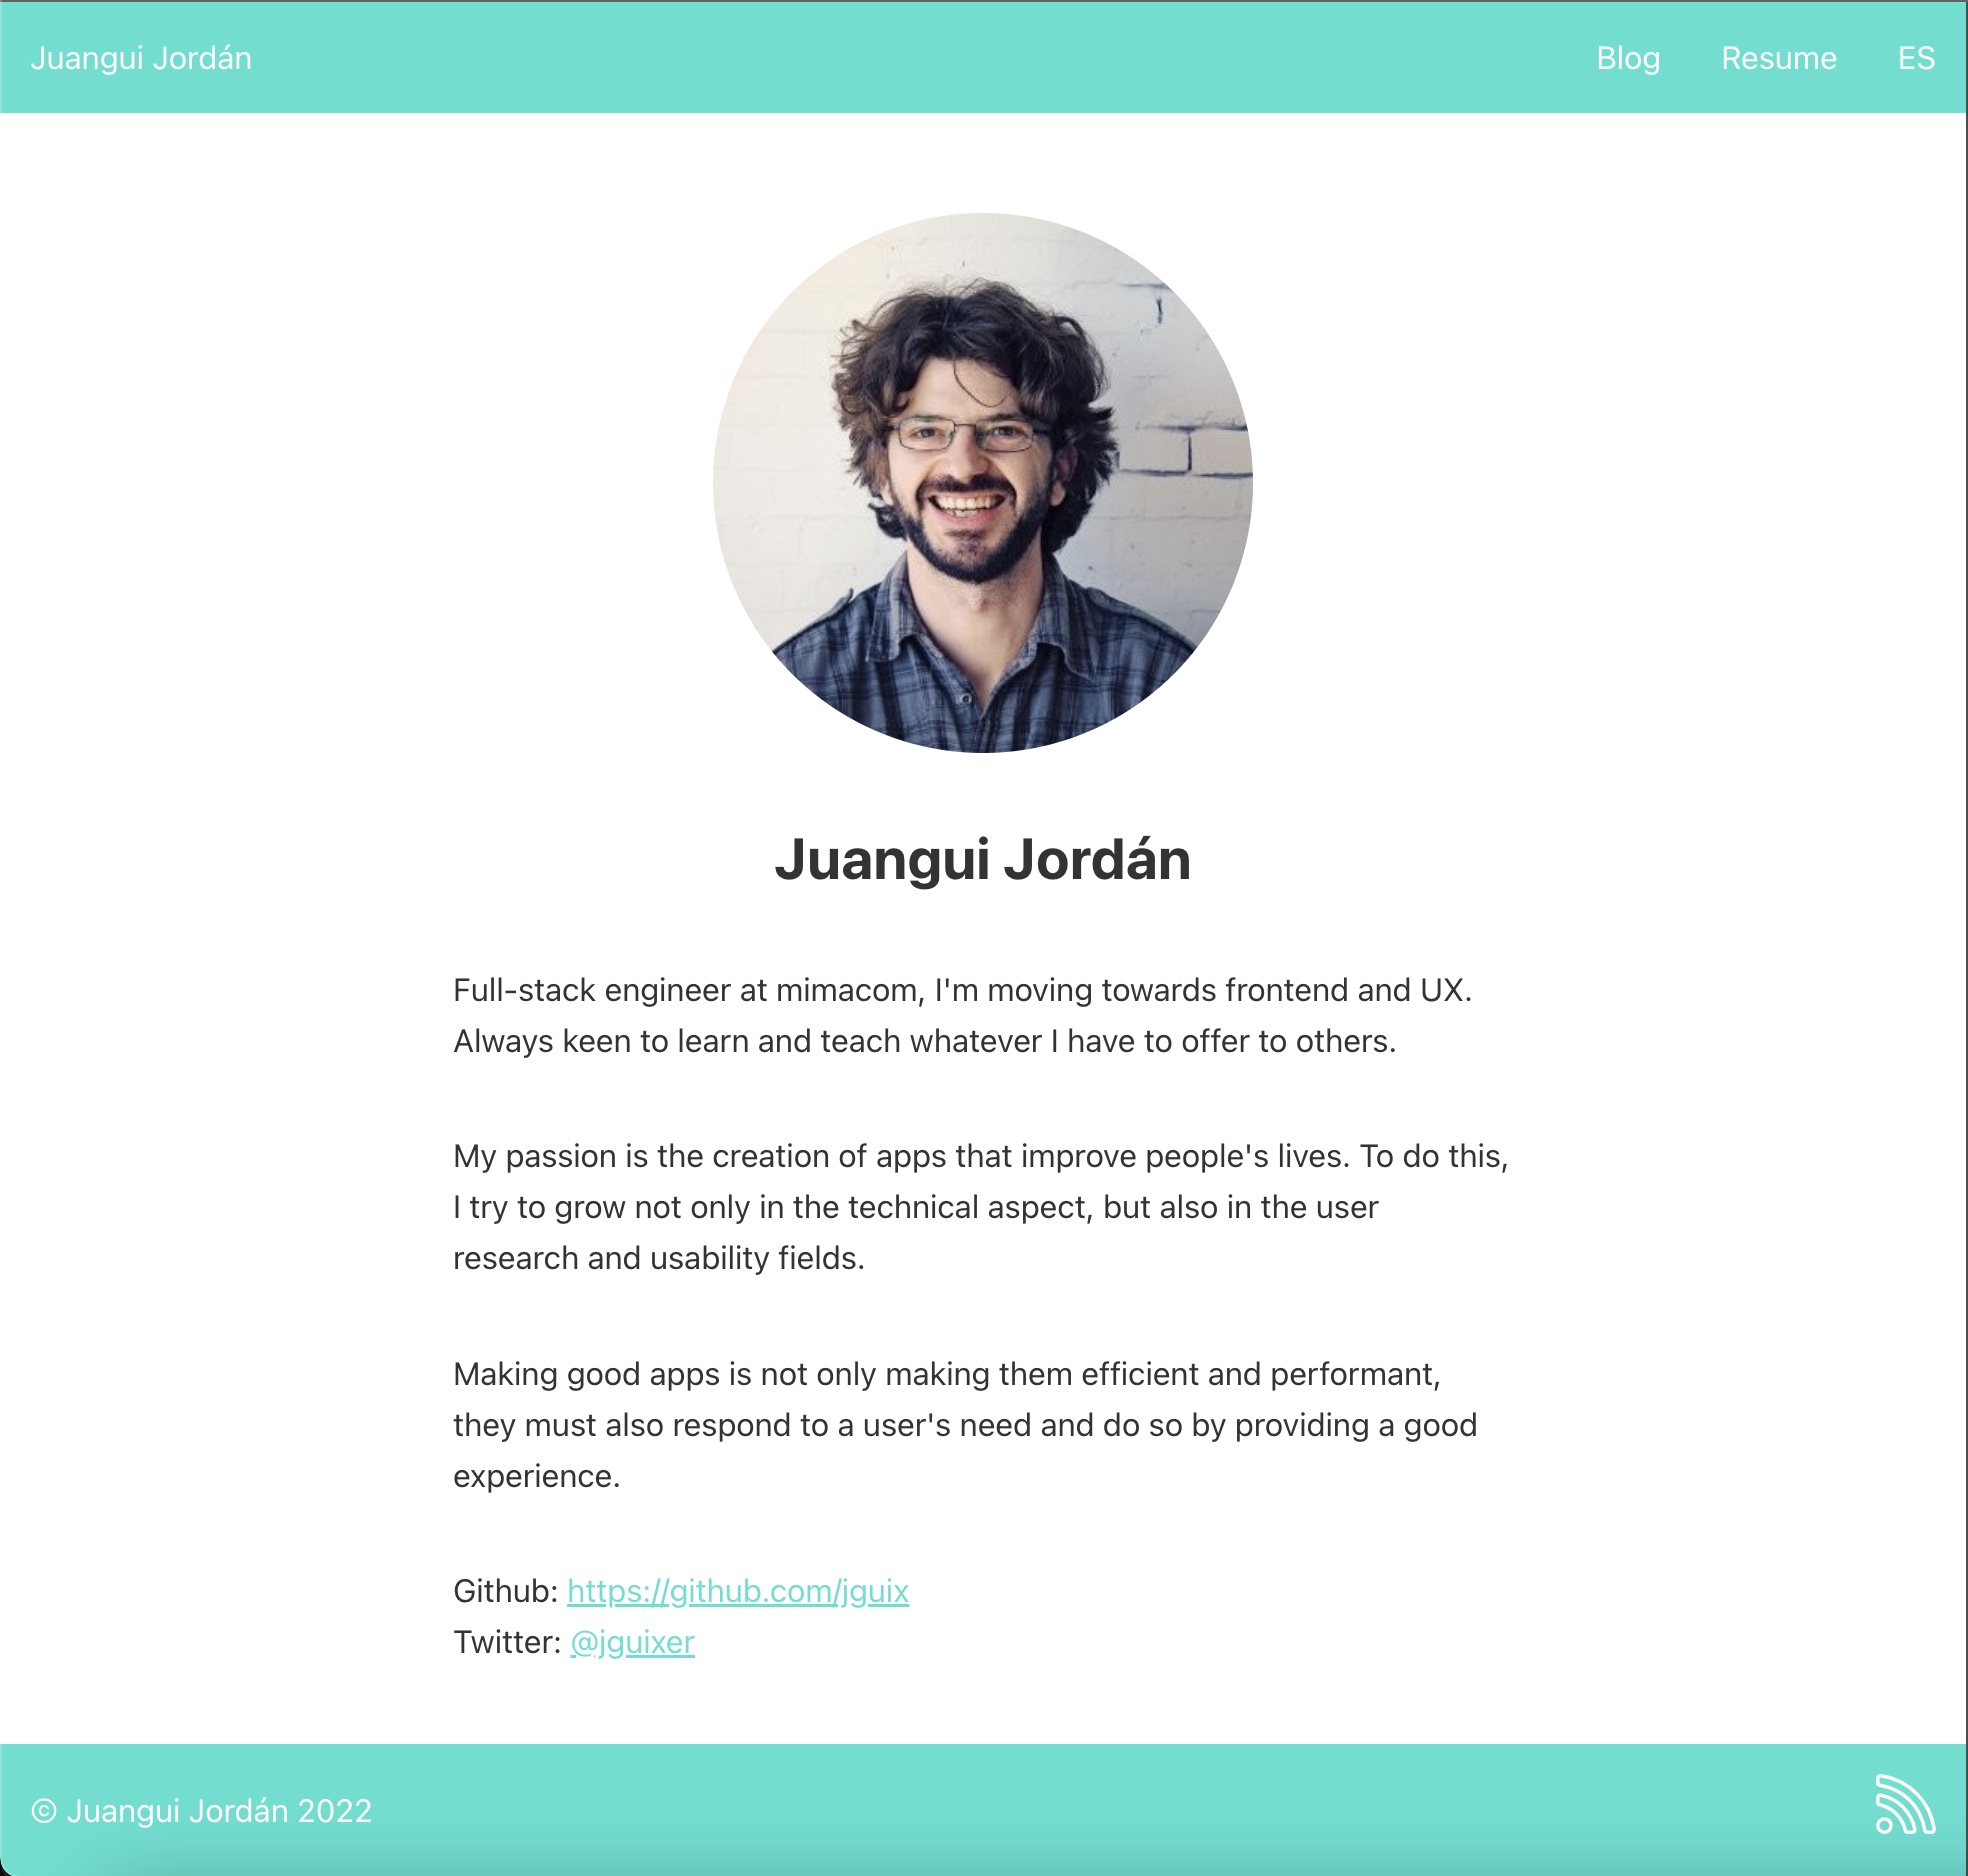 Juangui Jordán
Blog
Resume
ES
Juangui Jordán
Full-stack engineer at mimacom, I'm moving towards frontend and UX.
Always keen to learn and teach whatever I have to offer to others.
My passion is the creation of apps that improve people's lives. To do this,
I try to grow not only in the technical aspect, but also in the user
research and usability fields.
Making good apps is not only making them efficient and performant,
they must also respond to a user's need and do so by providing a good
experience.
Github: https://github.com/jguix
Twitter: @jguixer
© Juangui Jordán 2022